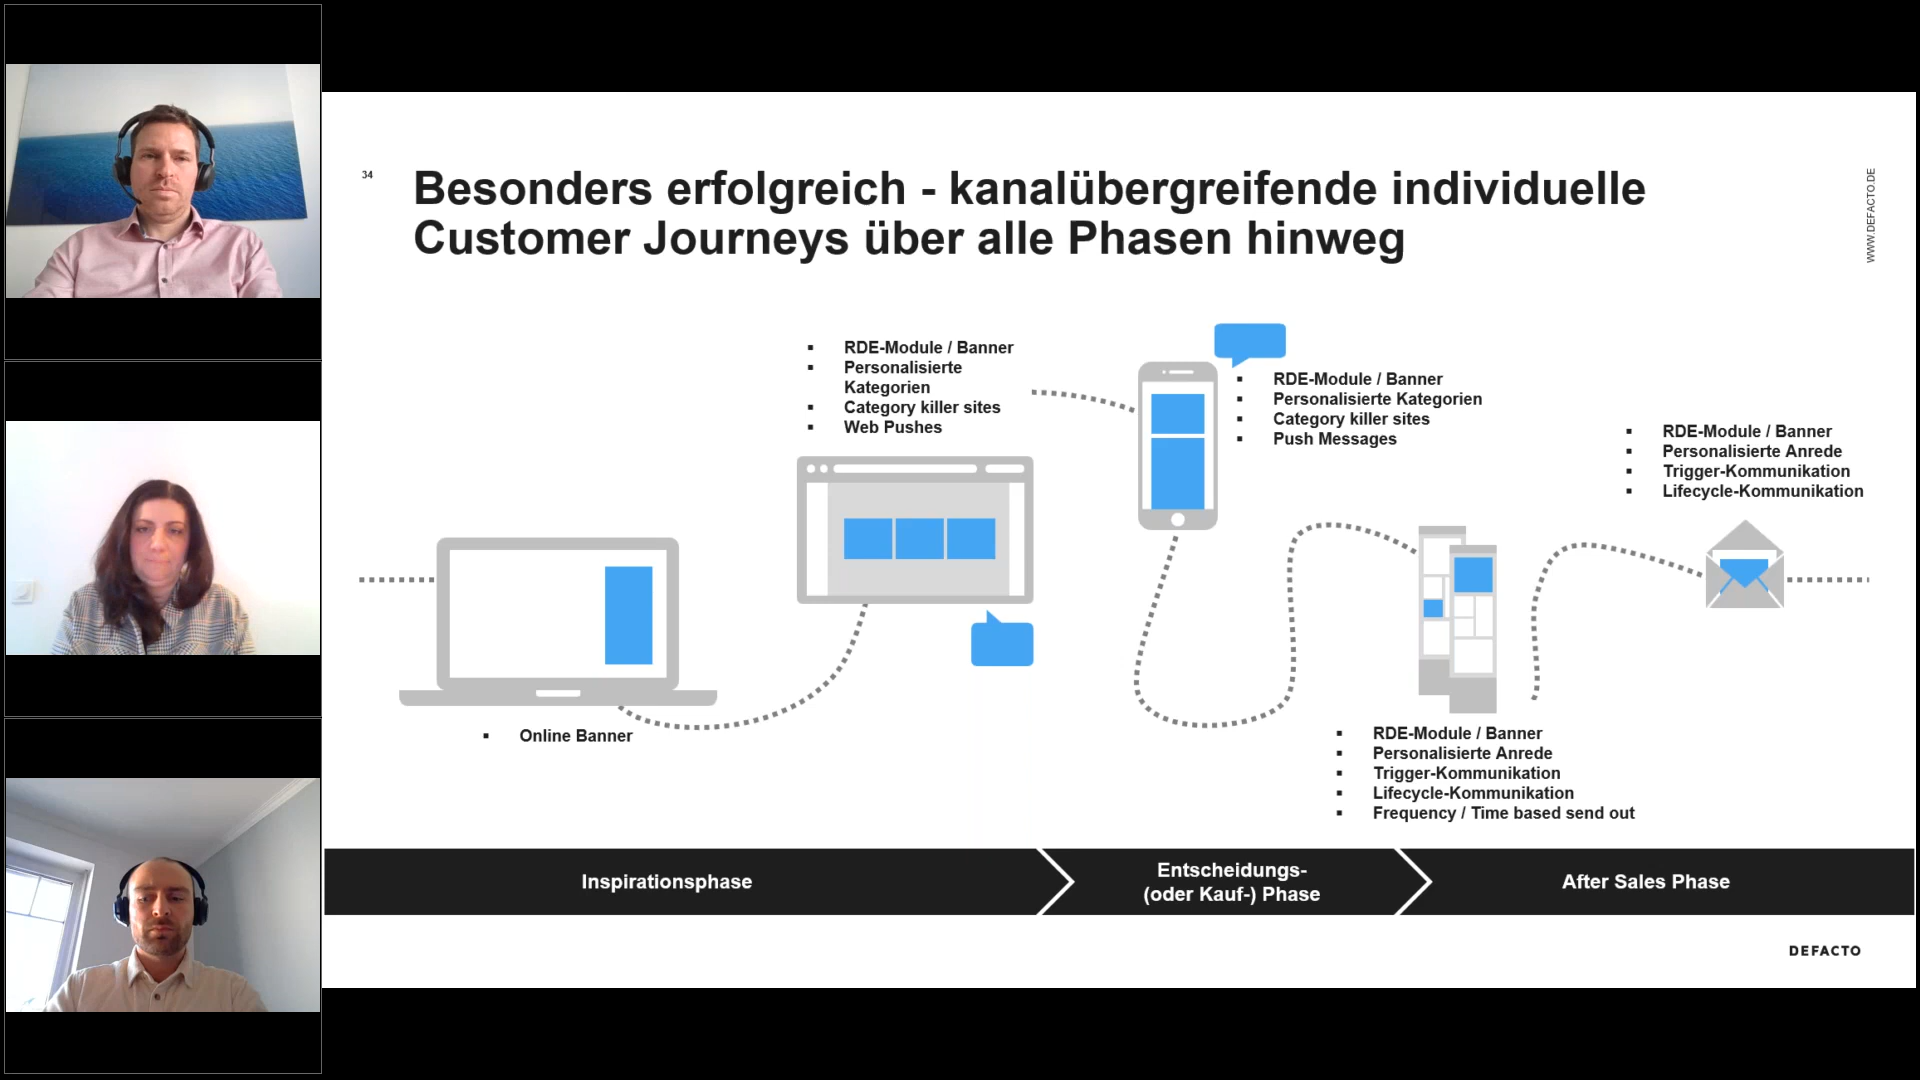 34
Besonders erfolgreich - kanalübergreifende individuelle
Customer Journeys über alle Phasen hinweg
WWW.DEFACTO.DE
▪ RDE-Module / Banner
▪ Personalisierte
Kategorien
▪ Category killer sites
▪ Web Pushes
▪ RDE-Module / Banner
▪ Personalisierte Kategorien
▪ Category killer sites
▪ Push Messages
▪ RDE-Module / Banner
▪ Personalisierte Anrede
▪ Trigger-Kommunikation
▪ Lifecycle-Kommunikation
▪ Online Banner
▪ RDE-Module / Banner
▪ Personalisierte Anrede
▪ Trigger-Kommunikation
▪ Lifecycle-Kommunikation
▪ Frequency / Time based send out
Inspirationsphase
Entscheidungs-
(oder Kauf-) Phase
After Sales Phase
DEFACTO